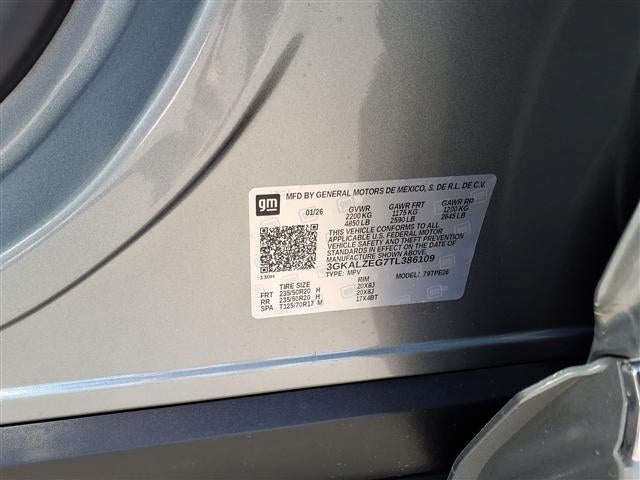 gm MFD BY GENERAL MOTORS DE MEXICO, S. DE R.L. DE C.V.
01/26 GVWR GAWR FRT GAWR RR
2200 KG 1175 KG 1200 KG
4850 LB 2590 LB 2645 LB
THIS VEHICLE CONFORMS TO ALL
APPLICABLE U.S. FEDERAL MOTOR
VEHICLE SAFETY AND THEFT PREVENTION
STANDARDS IN EFFECT ON THE DATE OF
MANUFACTURE SHOWN ABOVE.
3GKALZEG7TL386109
TYPE: MPV MODEL: 79TPE26
130H
TIRE SIZE RIM
FRT 235/50R20 H 20X8J
RR 235/50R20 H 20X8J
SPA T125/70R17 M 17X4BT